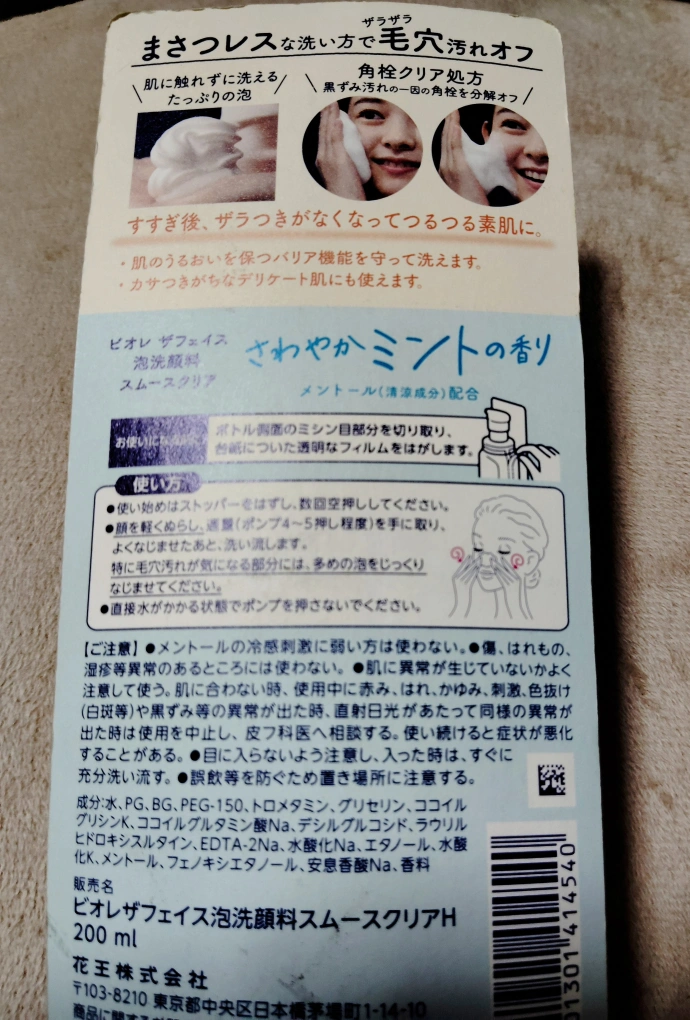 まさつレスな洗い方で毛穴汚れオフ
ザラザラ
肌に触れずに洗える
たっぷりの泡
角栓クリア処方
黒ずみ汚れの一因の角栓を分解オフ
すすぎ後、ザラつきがなくなってつるつる素肌に。
・肌のうるおいを保つバリア機能を守って洗えます。
・カサつきがちなデリケート肌にも使えます。
ビオレ ザフェイス
泡洗顔料
スムースクリア
さわやかミントの香り
メントール(清涼成分)配合
お使いになる前に
ボトル側面のミシン目部分を切り取り、
台紙についた透明なフィルムをはがします。
使い方
●使い始めはストッパーをはずし、数回空押ししてください。
●顔を軽くぬらし、適量(ポンプ4〜5押し程度)を手に取り、
よくなじませたあと、洗い流します。
特に毛穴汚れが気になる部分には、多めの泡をじっくり
なじませてください。
●直接水がかかる状態でポンプを押さないでください。
【ご注意】●メントールの冷感刺激に弱い方は使わない。●傷、はれもの、
湿疹等異常のあるところには使わない。●肌に異常が生じていないかよく
注意して使う。肌に合わない時、使用中に赤み、はれ、かゆみ、刺激、色抜け
(白斑等)や黒ずみ等の異常が出た時、直射日光があたって同様の異常が
出た時は使用を中止し、皮フ科医へ相談する。使い続けると症状が悪化
することがある。●目に入らないよう注意し、入った時は、すぐに
充分洗い流す。●誤飲等を防ぐため置き場所に注意する。
成分:水、PG、BG、PEG-150、トロメタミン、グリセリン、ココイル
グリシンK、ココイルグルタミン酸Na、デシルグルコシド、ラウリル
ヒドロキシスルタイン、EDTA-2Na、水酸化Na、エタノール、水酸
化K、メントール、フェノキシエタノール、安息香酸Na、香料
販売名
ビオレザフェイス泡洗顔料スムースクリアH
200 ml
花王株式会社
〒103-8210 東京都中央区日本橋茅場町1-14-10
商品に関する
01301 414540